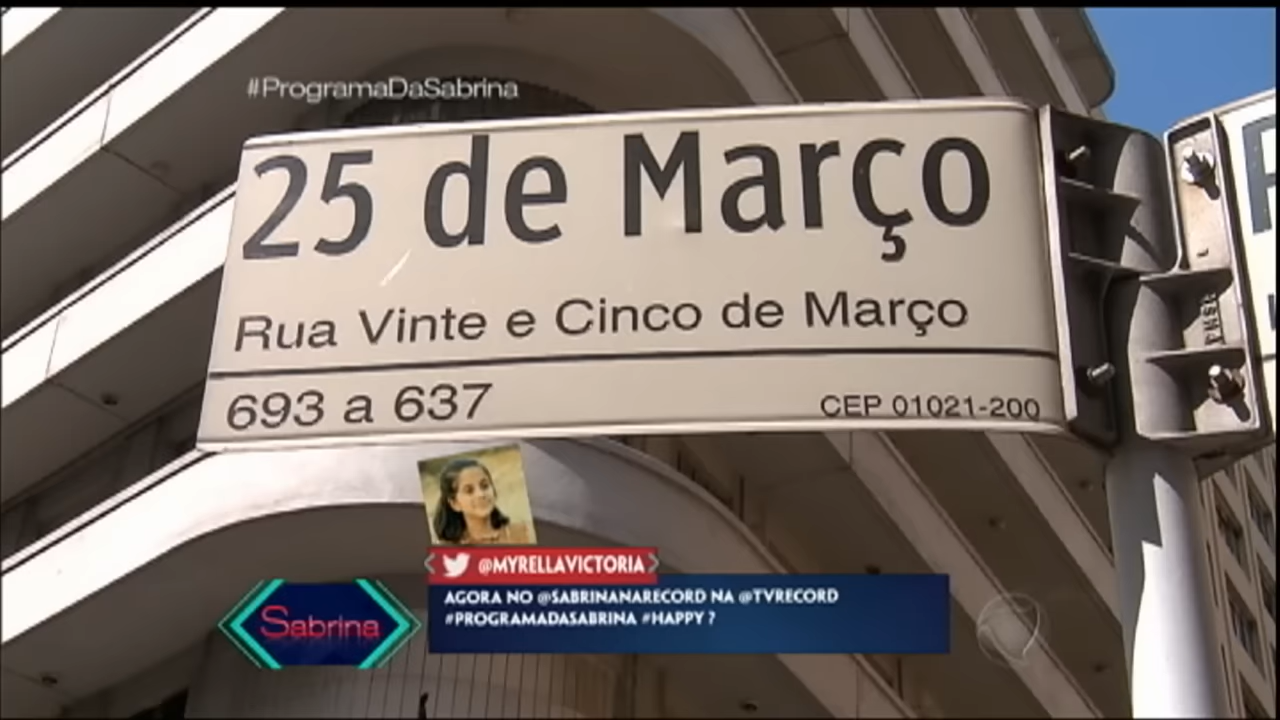 #ProgramaDaSabrina
25 de Março
Rua Vinte e Cinco de Março
693 a 637
CEP 01021-200
@MYRELLAVICTORIA
AGORA NO @SABRINANARECORD NA @TVRECORD
#PROGRAMADASABRINA #HAPPY ?
Sabrina